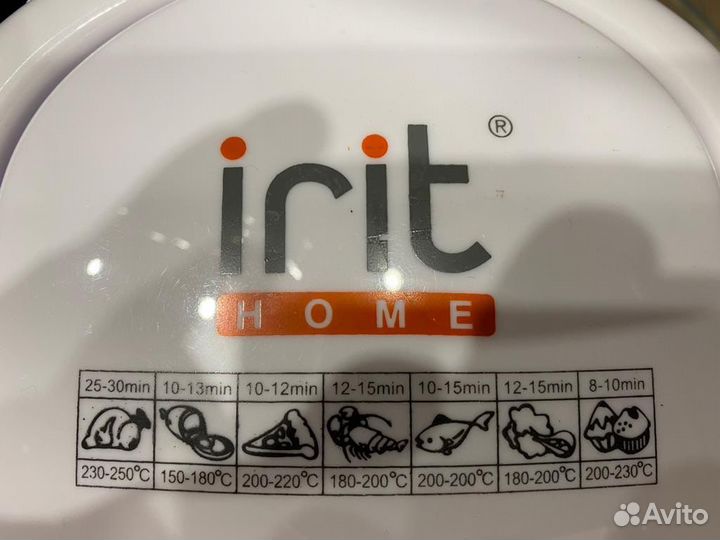 irit ®
HOME
25-30min 10-13min 10-12min 12-15min 10-15min 12-15min 8-10min
230-250°C 150-180°C 200-220°C 180-200°C 200-200°C 180-200°C 200-230°C
Avito